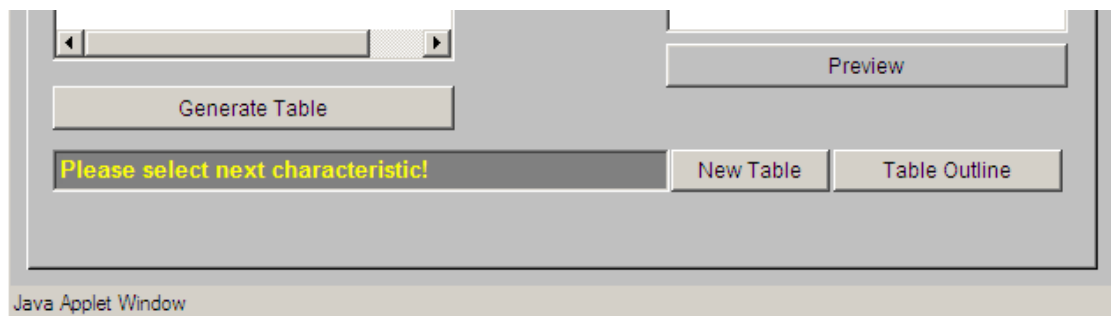 Preview
Generate Table
Please select next characteristic!
New Table
Table Outline
Java Applet Window